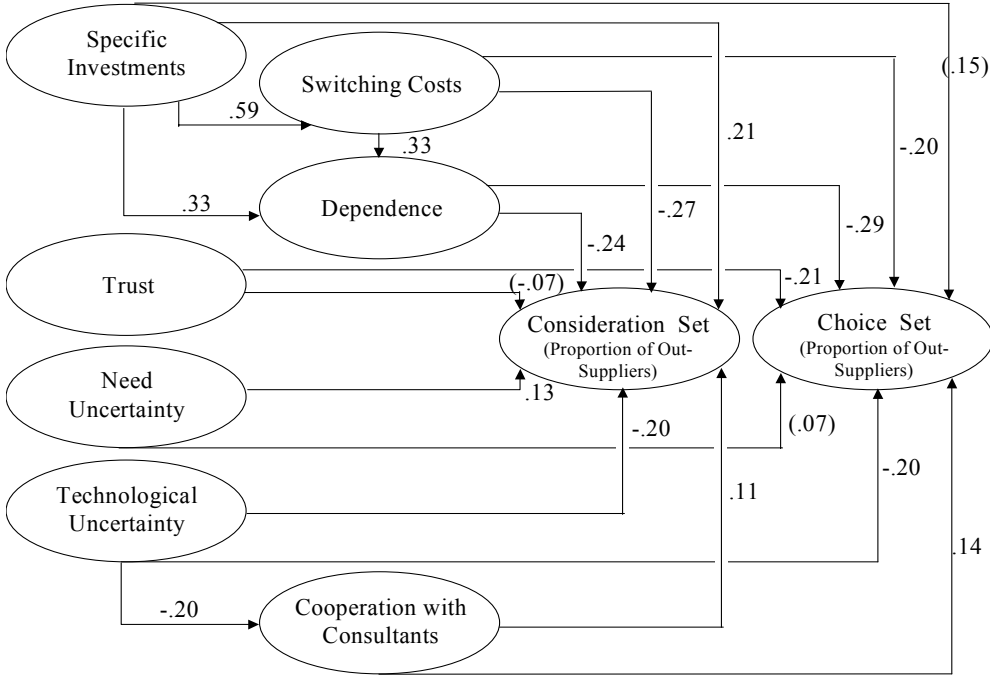 Specific
Investments
Switching Costs
(.15)
.59
.21
.33
-.20
.33
Dependence
-.27
-.29
-.24
Trust
(-.07)
-.21
Consideration Set
(Proportion of Out-
Suppliers)
Choice Set
(Proportion of Out-
Suppliers)
Need
Uncertainty
.13
-.20
(.07)
-.20
Technological
Uncertainty
.11
.14
-.20
Cooperation with
Consultants